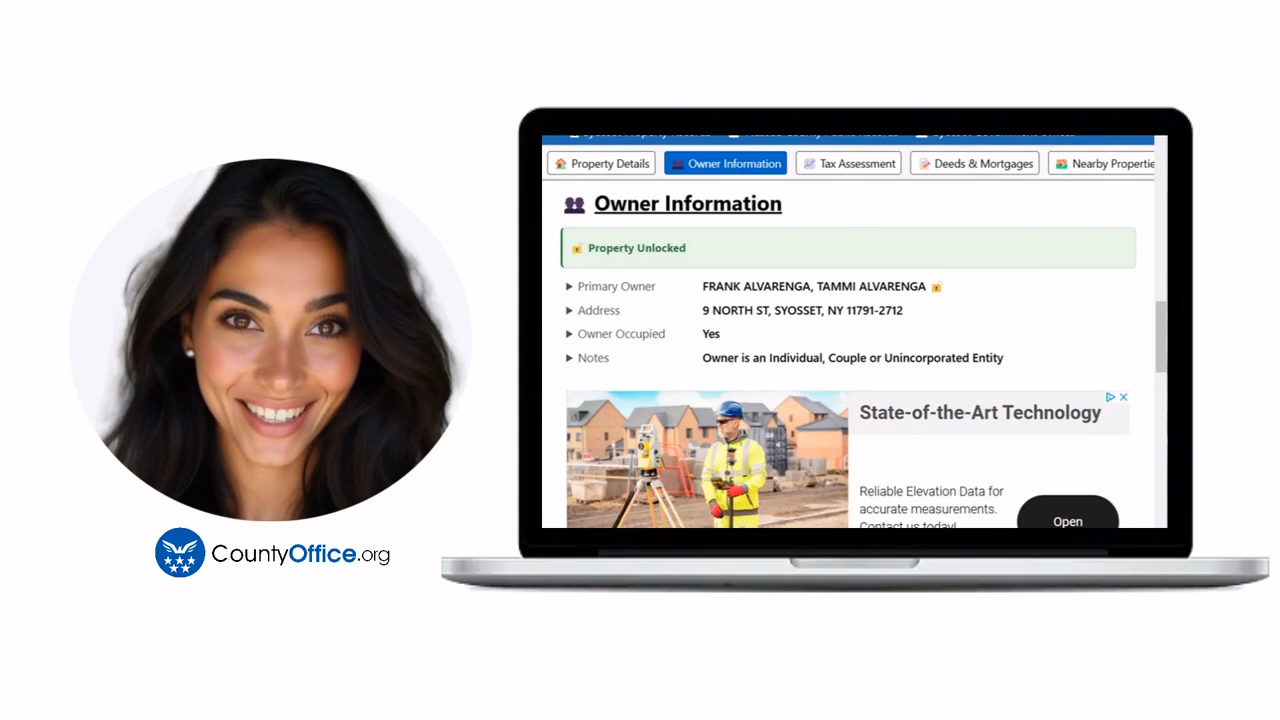 Property Details
Owner Information
Tax Assessment
Deeds & Mortgages
Nearby Propertie
Owner Information
Property Unlocked
Primary Owner FRANK ALVARENGA, TAMMI ALVARENGA
Address 9 NORTH ST, SYOSSET, NY 11791-2712
Owner Occupied Yes
Notes Owner is an Individual, Couple or Unincorporated Entity
State-of-the-Art Technology
Reliable Elevation Data for
accurate measurements.
Contact us today!
Open
CountyOffice.org